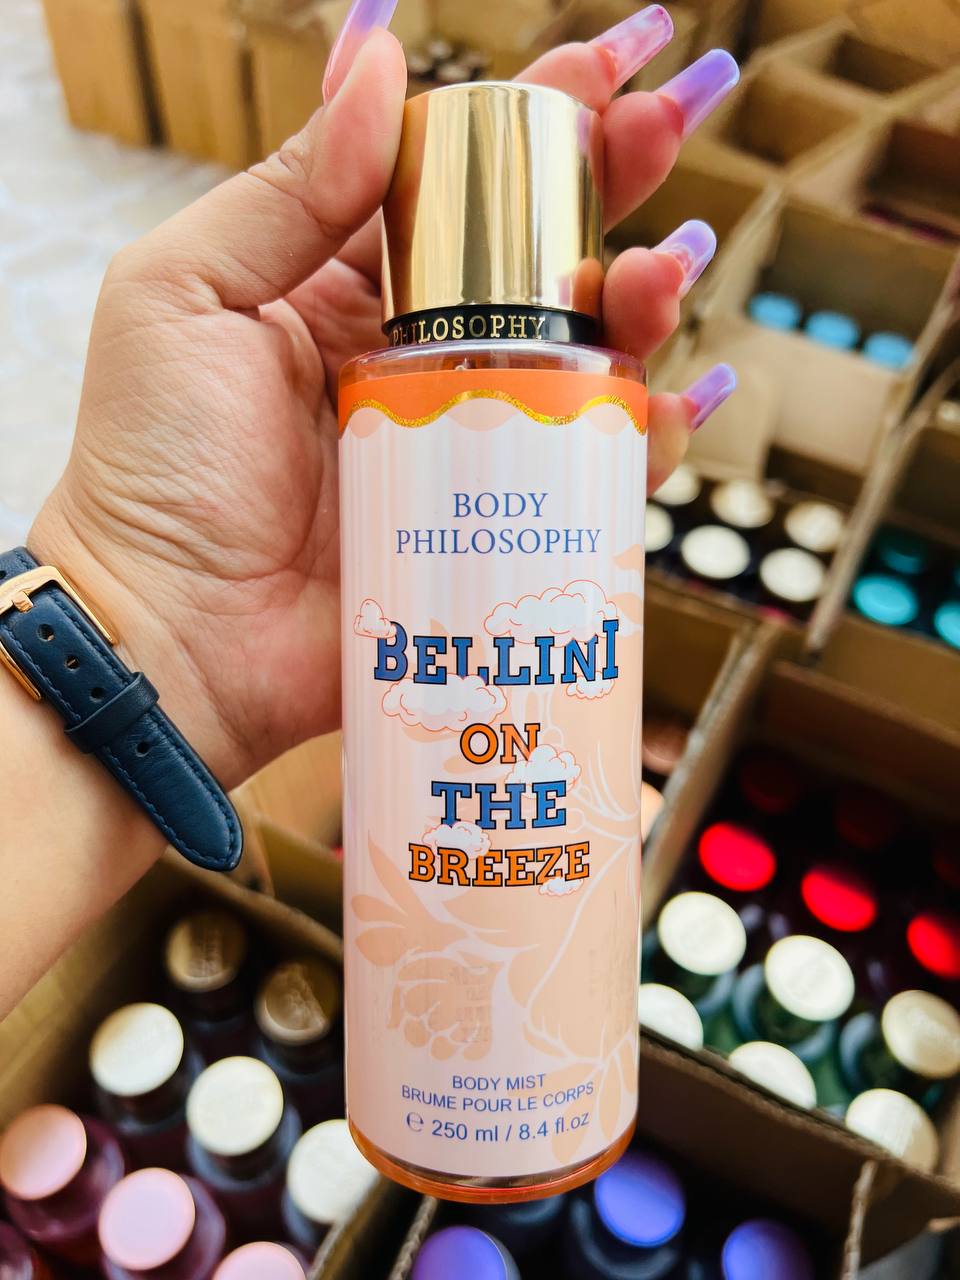 PHILOSOPHY
BODY
PHILOSOPHY
BELLINI
ON
THE
BREEZE
BODY MIST
BRUME POUR LE CORPS
℮ 250 ml / 8.4 fl.oz